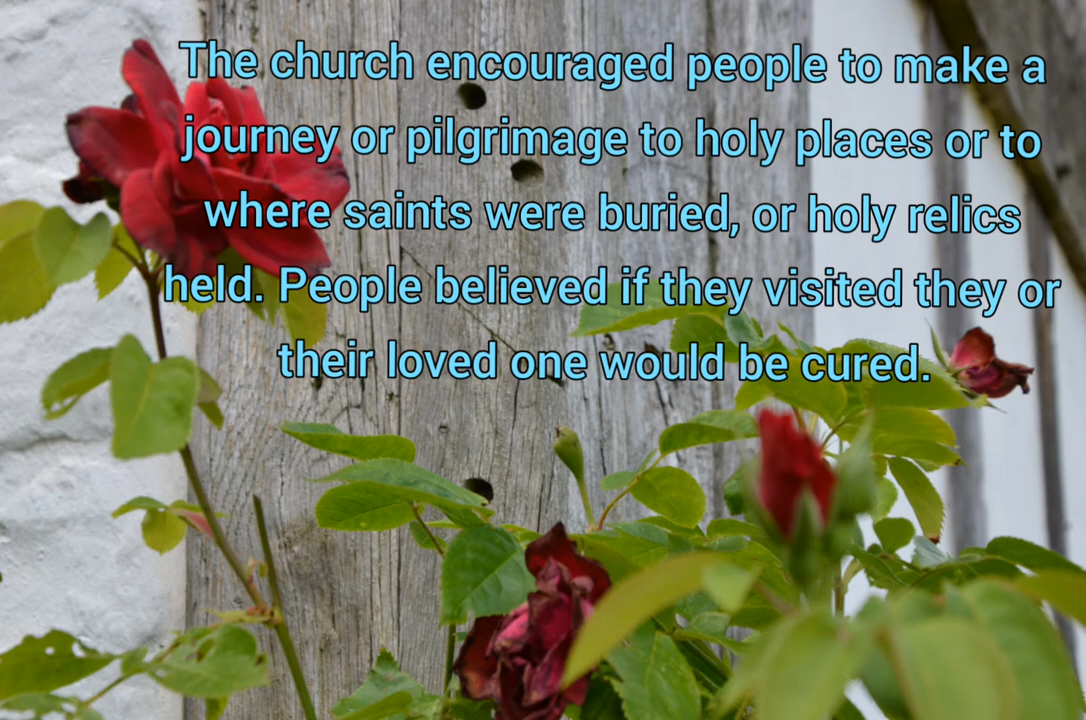 The church encouraged people to make a
journey or pilgrimage to holy places or to
where saints were buried, or holy relics
held. People believed if they visited they or
their loved one would be cured.